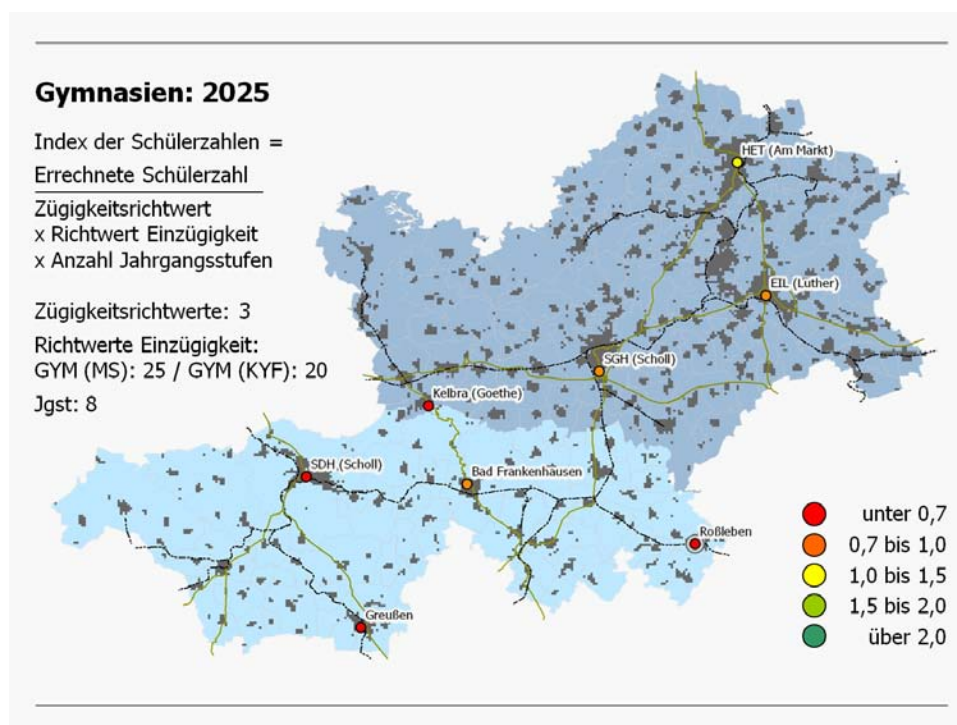 Gymnasien: 2025
Index der Schülerzahlen =
Errechnete Schülerzahl
Zügigkeitsrichtwert
x Richtwert Einzügigkeit
x Anzahl Jahrgangsstufen
Zügigkeitsrichtwerte: 3
Richtwerte Einzügigkeit:
GYM (MS): 25 / GYM (KYF): 20
Jgst: 8
HET (Am Markt)
EIL (Luther)
SGH (Scholl)
Kelbra (Goethe)
SDH (Scholl)
Bad Frankenhausen
Roßleben
Greußen
unter 0,7
0,7 bis 1,0
1,0 bis 1,5
1,5 bis 2,0
über 2,0